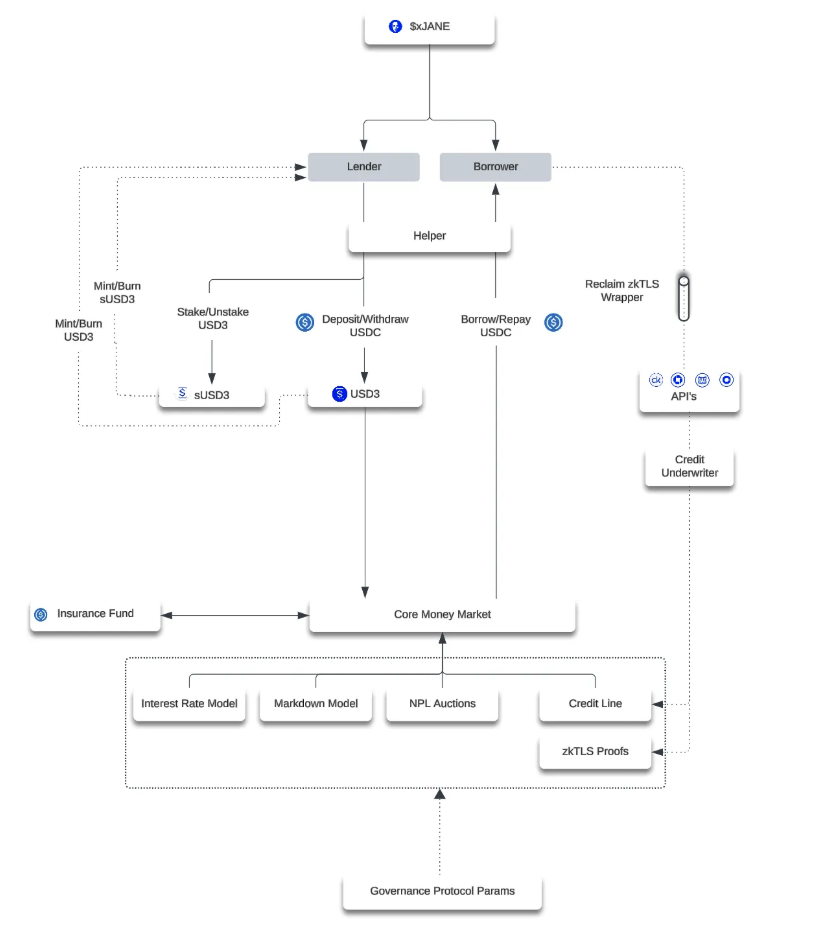 $xJANE
Lender
Borrower
Helper
Reclaim zkTLS
Wrapper
Mint/Burn
sUSD3
Mint/Burn
USD3
Stake/Unstake
USD3
Deposit/Withdraw
USDC
Borrow/Repay
USDC
sUSD3
USD3
API's
Credit
Underwriter
Insurance Fund
Core Money Market
Interest Rate Model
Markdown Model
NPL Auctions
Credit Line
zkTLS Proofs
Governance Protocol Params